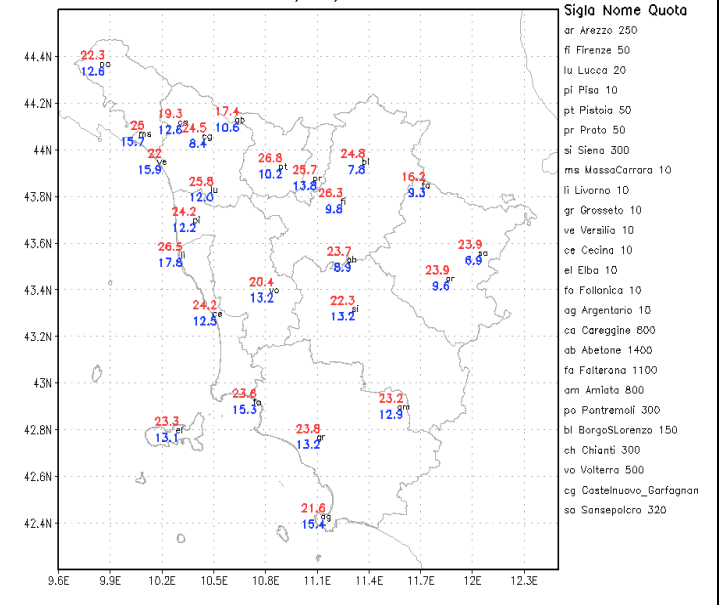 Sigla Nome Quota
ar Arezzo 250
fi Firenze 50
lu Lucca 20
pi Pisa 10
pt Pistoia 50
pr Prato 50
si Siena 300
ms MassaCarrara 10
li Livorno 10
gr Grosseto 10
ve Versilia 10
ce Cecina 10
el Elba 10
fo Follonica 10
ag Argentario 10
ca Careggine 800
ab Abetone 1400
fa Falterona 1100
am Amiata 800
po Pontremoli 300
bl BorgoSLorenzo 150
ch Chianti 300
vo Volterra 500
cg Castelnuovo_Garfagnan
sa Sansepolcro 320
44.4N
44.2N
44N
43.8N
43.6N
43.4N
43.2N
43N
42.8N
42.6N
42.4N
22.3
po
12.6
19.3
ca
12.6
17.4
ab
10.6
25
ms
15.7
24.5
cg
8.4
22
ve
15.9
26.8
pt
10.2
24.8
bl
7.8
25.7
pr
13.8
16.2
fa
9.3
25.8
lu
12.0
26.3
fi
9.8
24.2
pi
12.2
26.5
li
17.8
23.7
ch
8.9
23.9
sa
6.9
23.9
ar
9.6
20.4
vo
13.2
22.3
si
13.2
24.2
ce
12.5
23.8
fo
15.3
23.2
am
12.9
23.3
el
13.1
23.8
gr
13.2
21.6
ag
15.4
9.6E 9.9E 10.2E 10.5E 10.8E 11.1E 11.4E 11.7E 12E 12.3E